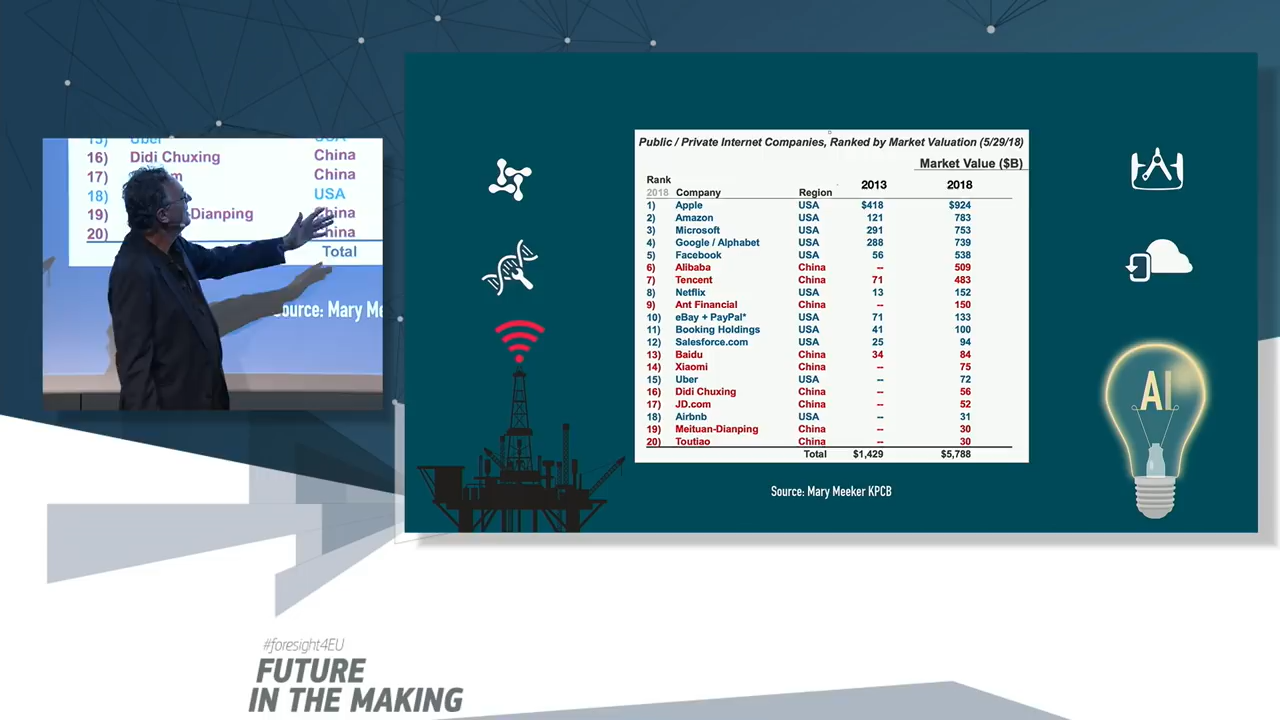 15) Uber USA
16) Didi Chuxing China
17) China
18) USA
19) Dianping China
20) China
Total
Source: Mary Me
Public / Private Internet Companies, Ranked by Market Valuation (5/29/18)
Market Value ($B)
Rank
2018 Company Region 2013 2018
1) Apple USA $418 $924
2) Amazon USA 121 783
3) Microsoft USA 291 753
4) Google / Alphabet USA 288 739
5) Facebook USA 56 538
6) Alibaba China -- 509
7) Tencent China 71 483
8) Netflix USA 13 152
9) Ant Financial China -- 150
10) eBay + PayPal* USA 71 133
11) Booking Holdings USA 41 100
12) Salesforce.com USA 25 94
13) Baidu China 34 84
14) Xiaomi China -- 75
15) Uber USA -- 72
16) Didi Chuxing China -- 56
17) JD.com China -- 52
18) Airbnb USA -- 31
19) Meituan-Dianping China -- 30
20) Toutiao China -- 30
Total $1,429 $5,788
Source: Mary Meeker KPCB
AI
#foresight4EU
FUTURE
IN THE MAKING